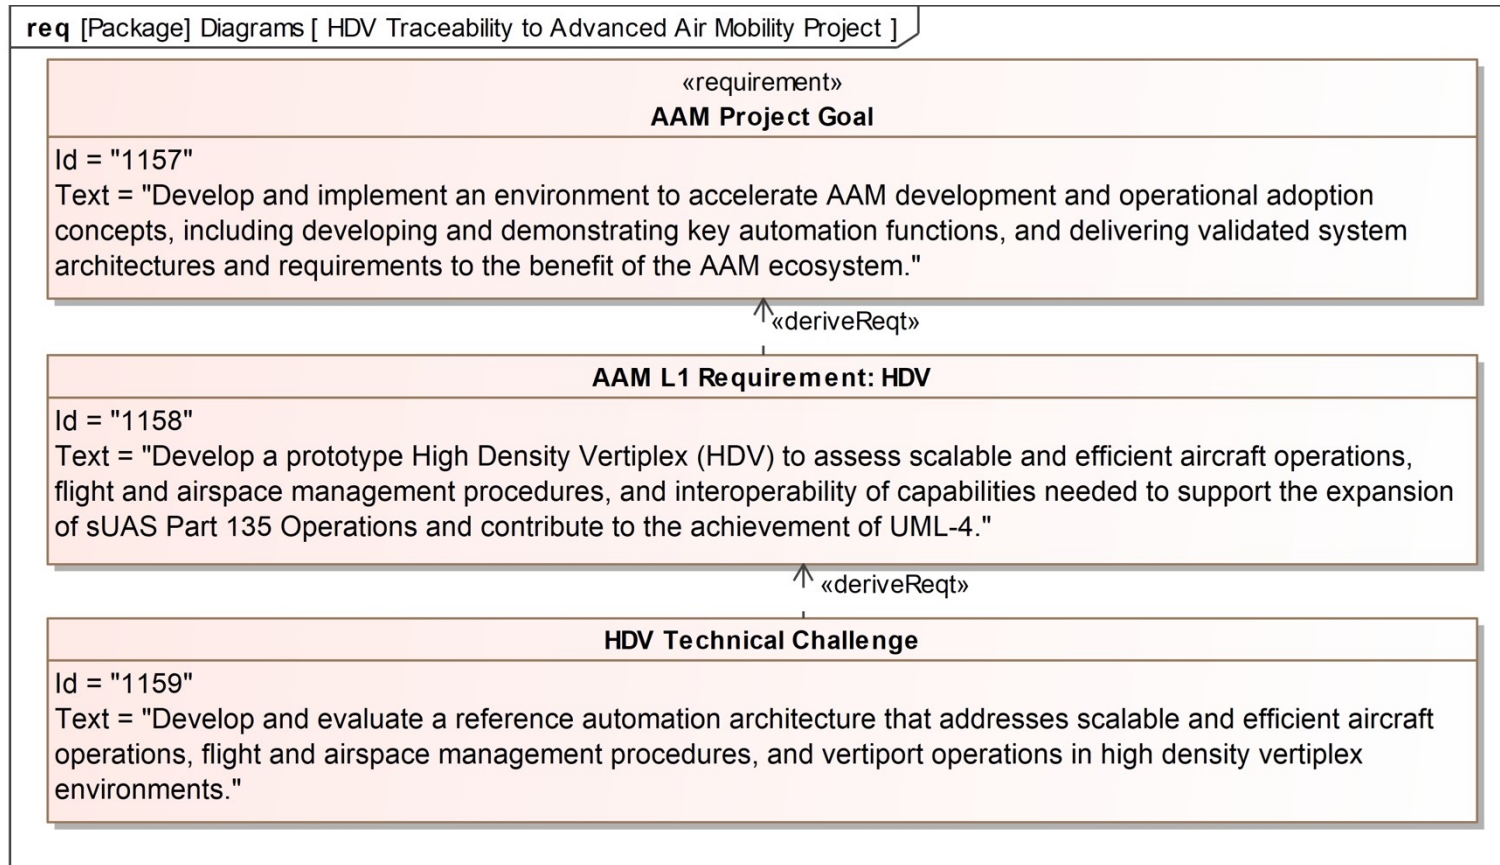 req [Package] Diagrams [ HDV Traceability to Advanced Air Mobility Project ]
«requirement»
AAM Project Goal
Id = "1157"
Text = "Develop and implement an environment to accelerate AAM development and operational adoption
concepts, including developing and demonstrating key automation functions, and delivering validated system
architectures and requirements to the benefit of the AAM ecosystem."
«deriveReqt»
AAM L1 Requirement: HDV
Id = "1158"
Text = "Develop a prototype High Density Vertiplex (HDV) to assess scalable and efficient aircraft operations,
flight and airspace management procedures, and interoperability of capabilities needed to support the expansion
of sUAS Part 135 Operations and contribute to the achievement of UML-4."
«deriveReqt»
HDV Technical Challenge
Id = "1159"
Text = "Develop and evaluate a reference automation architecture that addresses scalable and efficient aircraft
operations, flight and airspace management procedures, and vertiport operations in high density vertiplex
environments."